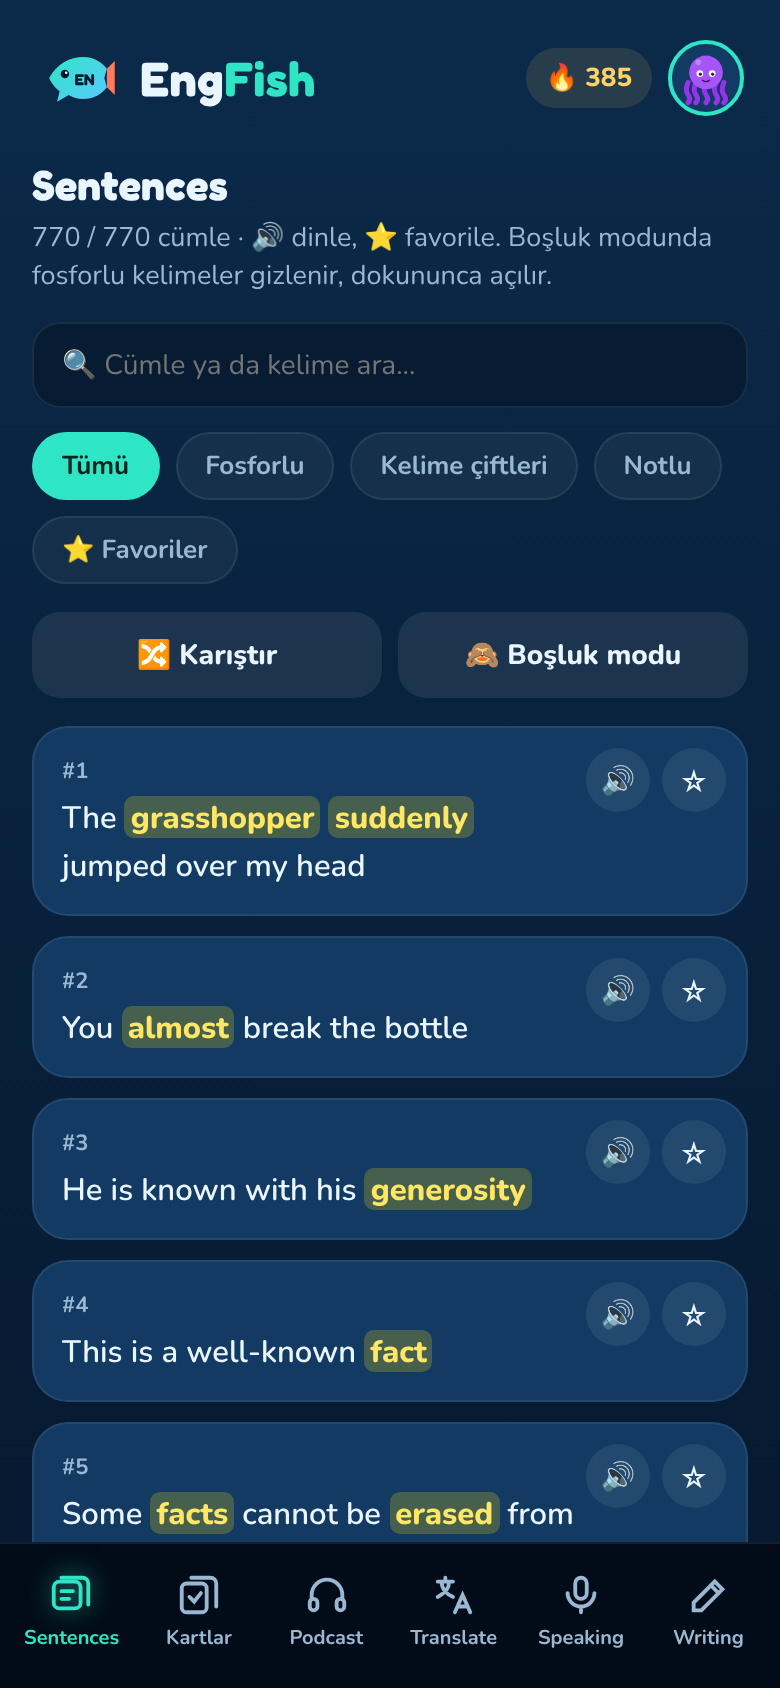 EN EngFish
🔥 385
Sentences
770 / 770 cümle · 🔊 dinle, ⭐ favorile. Boşluk modunda
fosforlu kelimeler gizlenir, dokununca açılır.
🔍 Cümle ya da kelime ara...
Tümü
Fosforlu
Kelime çiftleri
Notlu
⭐ Favoriler
🔀 Karıştır
🙈 Boşluk modu
#1
The grasshopper suddenly
jumped over my head
#2
You almost break the bottle
#3
He is known with his generosity
#4
This is a well-known fact
#5
Some facts cannot be erased from
Sentences
Kartlar
Podcast
Translate
Speaking
Writing